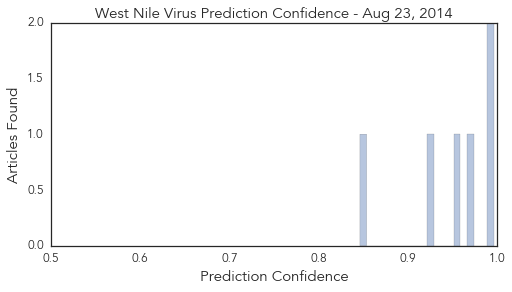 West Nile Virus Prediction Confidence - Aug 23, 2014
2.0
1.5
1.0
0.5
0.0
Articles Found
0.5 0.6 0.7 0.8 0.9 1.0
Prediction Confidence